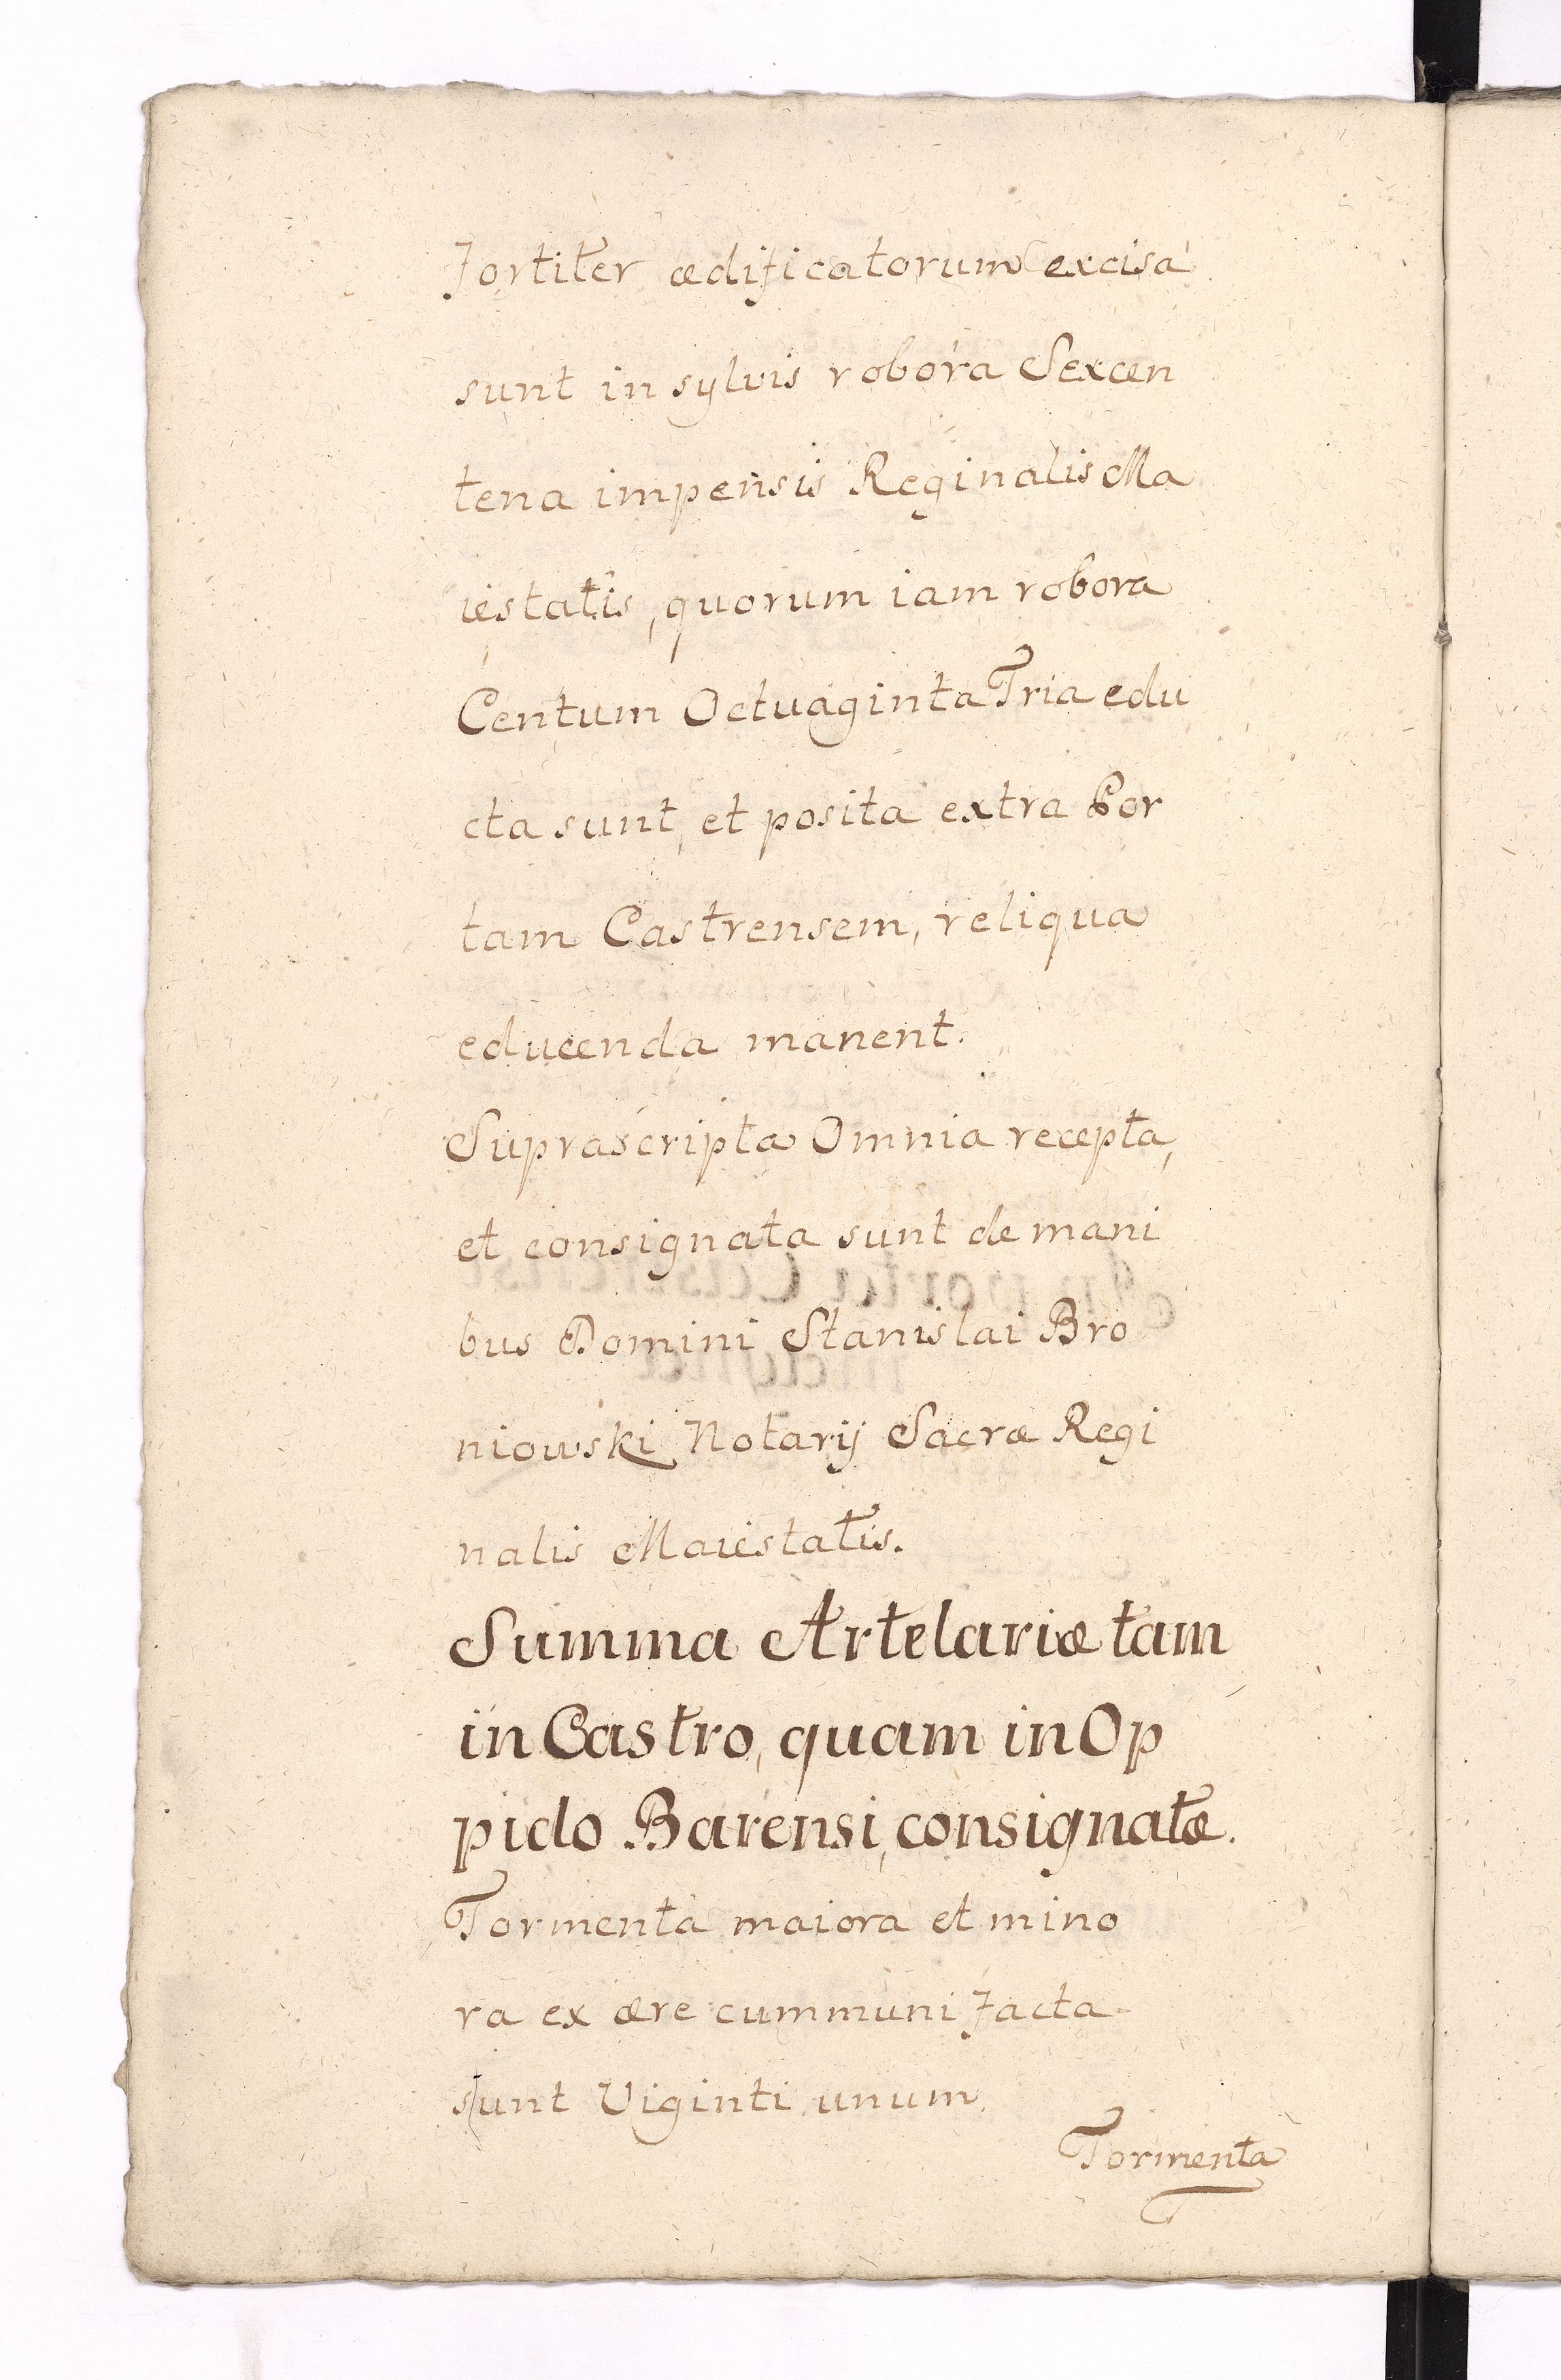 fortiter ædificatorum excisa
sunt in sylvis robora Sexcen
tena impensis Reginalis Ma
iestatis, quorum iam robora
Centum Octuaginta Tria edu
cta sunt, et posita extra Por
tam Castrensem, reliqua
educenda manent.
Suprascripta Omnia recepta,
et consignata sunt de mani
bus Domini Stanislai Bro
niowski Notarij Sacræ Regi
nalis Maiestatis.
Summa Artelariæ tam
in Castro, quam in Op
pido Barensi, consignatæ.
Tormenta maiora et mino
ra ex ære cummuni facta
sunt Viginti unum.
Tormenta